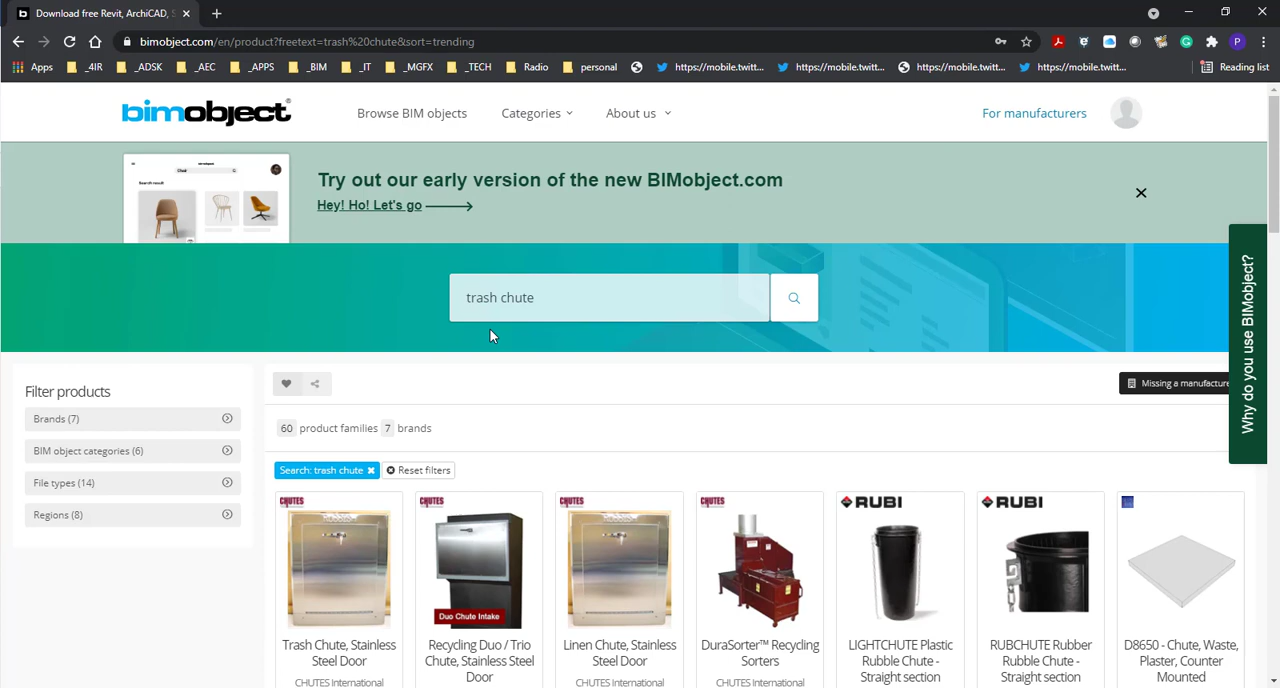 b Download free Revit, ArchiCAD, S
bimobject.com/en/product?freetext=trash%20chute&sort=trending
P
Apps _4IR _ADSK _AEC _APPS _BIM _IT _MGFX _TECH Radio personal https://mobile.twitt... https://mobile.twitt... https://mobile.twitt... https://mobile.twitt... Reading list
bimobject®
Browse BIM objects Categories About us For manufacturers
Try out our early version of the new BIMobject.com
Hey! Ho! Let's go
Search result
Why do you use BIMobject?
trash chute
Filter products
Brands (7)
BIM object categories (6)
File types (14)
Regions (8)
Missing a manufacture
60 product families 7 brands
Search: trash chute Reset filters
CHUTES
Trash Chute, Stainless
Steel Door
CHUTES International
CHUTES
Duo Chute Intake
Recycling Duo / Trio
Chute, Stainless Steel
Door
CHUTES
Linen Chute, Stainless
Steel Door
CHUTES International
CHUTES
DuraSorter™ Recycling
Sorters
CHUTES International
RUBI
LIGHTCHUTE Plastic
Rubble Chute -
Straight section
RUBI
RUBCHUTE Rubber
Rubble Chute -
Straight section
D8650 - Chute, Waste,
Plaster, Counter
Mounted